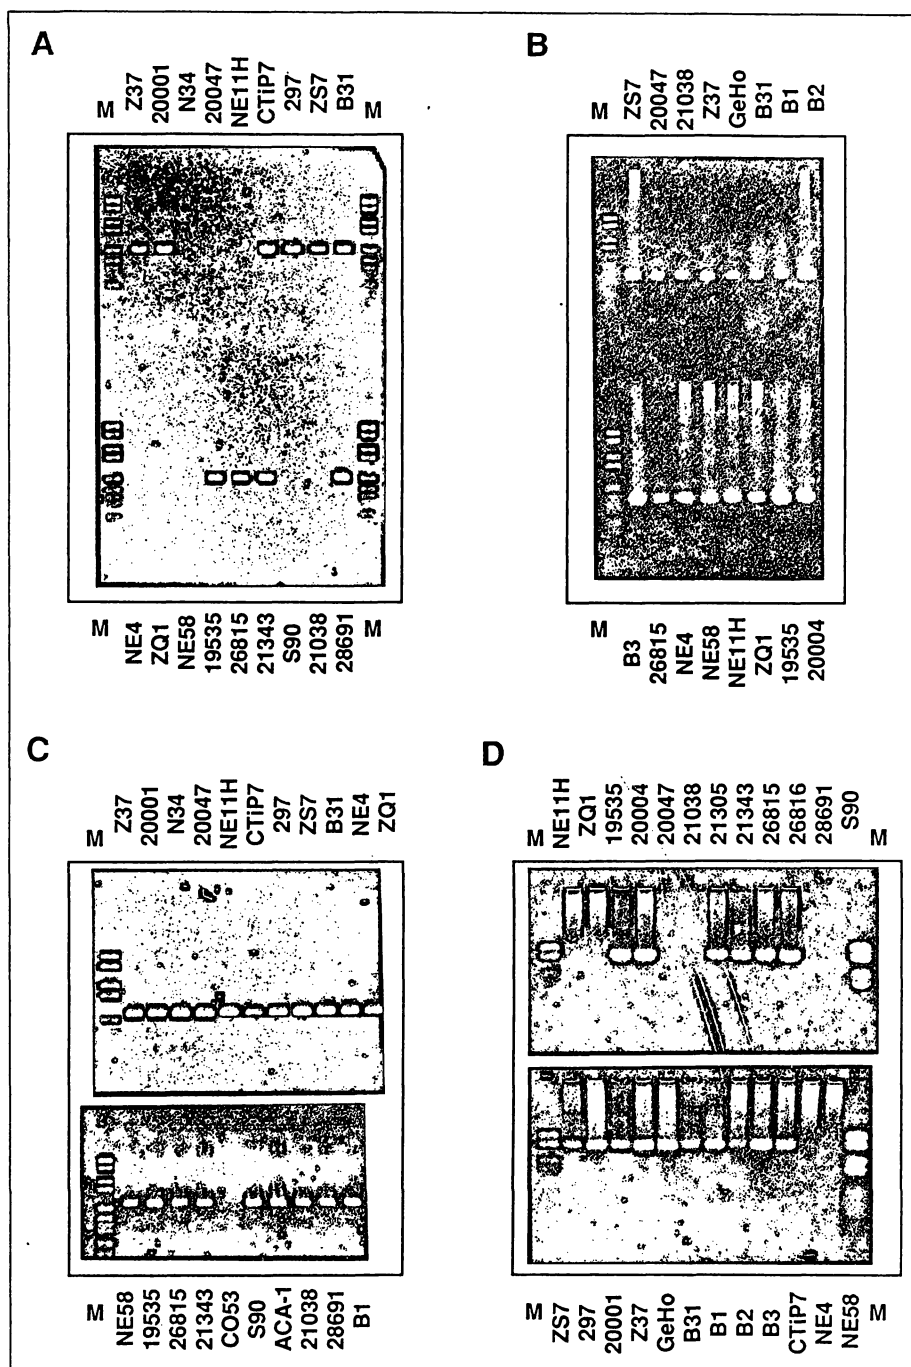 A
M Z37 20001 N34 20047 NE11H CTiP7 297 ZS7 B31 M
M NE4 ZQ1 NE58 19535 26815 21343 S90 21038 28691 M
B
M ZS7 20047 21038 Z37 GeHo B31 B1 B2
M B3 26815 NE4 NE58 NE11H ZQ1 19535 20004
C
M Z37 20001 N34 20047 NE11H CTiP7 297 ZS7 B31 NE4 ZQ1
M NE58 19535 26815 21343 CO53 S90 ACA-1 21038 28691 B1
D
M NE11H ZQ1 19535 20004 20047 21038 21305 21343 26815 26816 28691 S90 M
M ZS7 297 20001 Z37 GeHo B31 B1 B2 B3 CTiP7 NE4 NE58 M